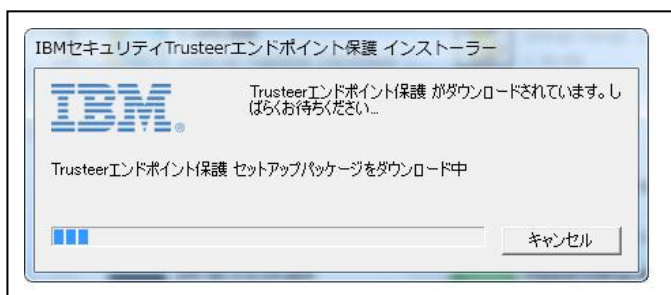 IBMセキュリティTrusteerエンドポイント保護 インストーラー
IBM®
Trusteerエンドポイント保護 がダウンロードされています。し
ばらくお待ちください...
Trusteerエンドポイント保護 セットアップパッケージをダウンロード中
キャンセル